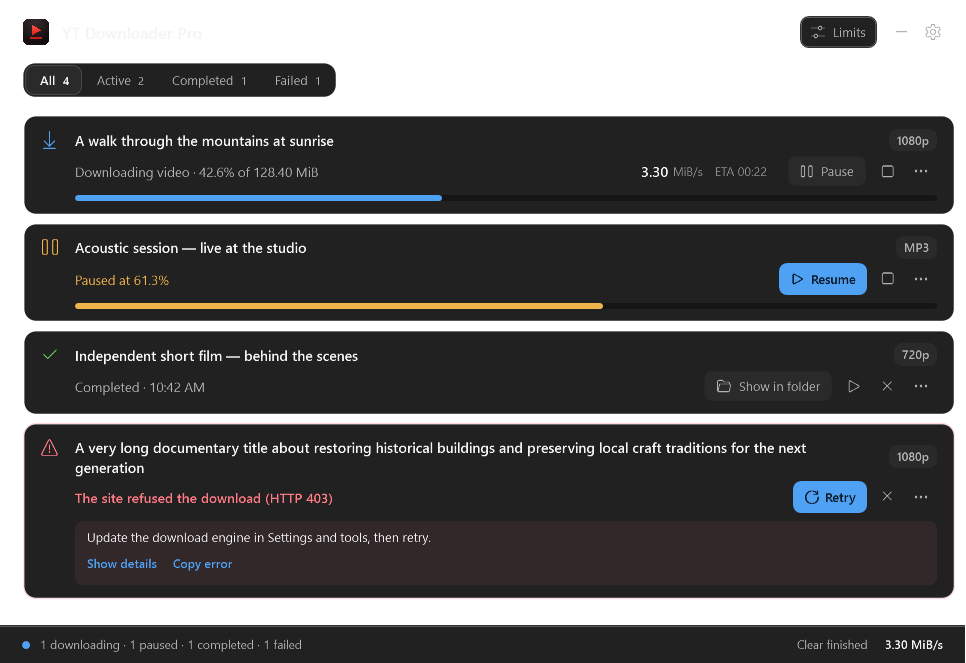 YT Downloader Pro
Limits
All 4 Active 2 Completed 1 Failed 1
A walk through the mountains at sunrise 1080p
Downloading video · 42.6% of 128.40 MiB 3.30 MiB/s ETA 00:22 Pause
Acoustic session — live at the studio MP3
Paused at 61.3% Resume
Independent short film — behind the scenes 720p
Completed · 10:42 AM Show in folder
A very long documentary title about restoring historical buildings and preserving local craft traditions for the next
generation
1080p
The site refused the download (HTTP 403) Retry
Update the download engine in Settings and tools, then retry.
Show details Copy error
1 downloading · 1 paused · 1 completed · 1 failed Clear finished 3.30 MiB/s